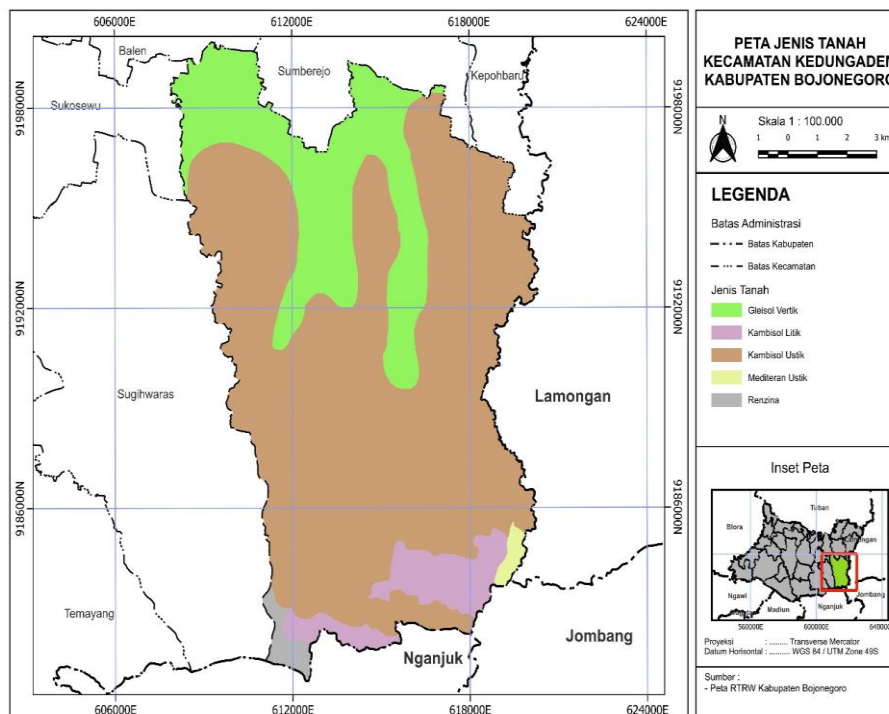 606000E
612000E
618000E
624000E
Balen
Sumberejo
Kepohbaru
Sukosewu
9198000N
9198000N
9192000N
9192000N
Sugihwaras
Lamongan
9186000N
9186000N
Temayang
Jombang
Nganjuk
606000E
612000E
618000E
624000E
PETA JENIS TANAH
KECAMATAN KEDUNGADEM
KABUPATEN BOJONEGORO
N
Skala 1 : 100.000
1 0 1 2 3 km
LEGENDA
Batas Administrasi
Batas Kabupaten
Batas Kecamatan
Jenis Tanah
Gleisol Vertik
Kambisol Litik
Kambisol Ustik
Mediteran Ustik
Renzina
Inset Peta
Tuban
Blora
Lamongan
Ngawi
Madiun
Nganjuk
Jombang
560000E
600000E
640000E
Proyeksi : ......... Transverse Mercator
Datum Horisontal : ......... WGS 84 / UTM Zone 49S
Sumber :
- Peta RTRW Kabupaten Bojonegoro